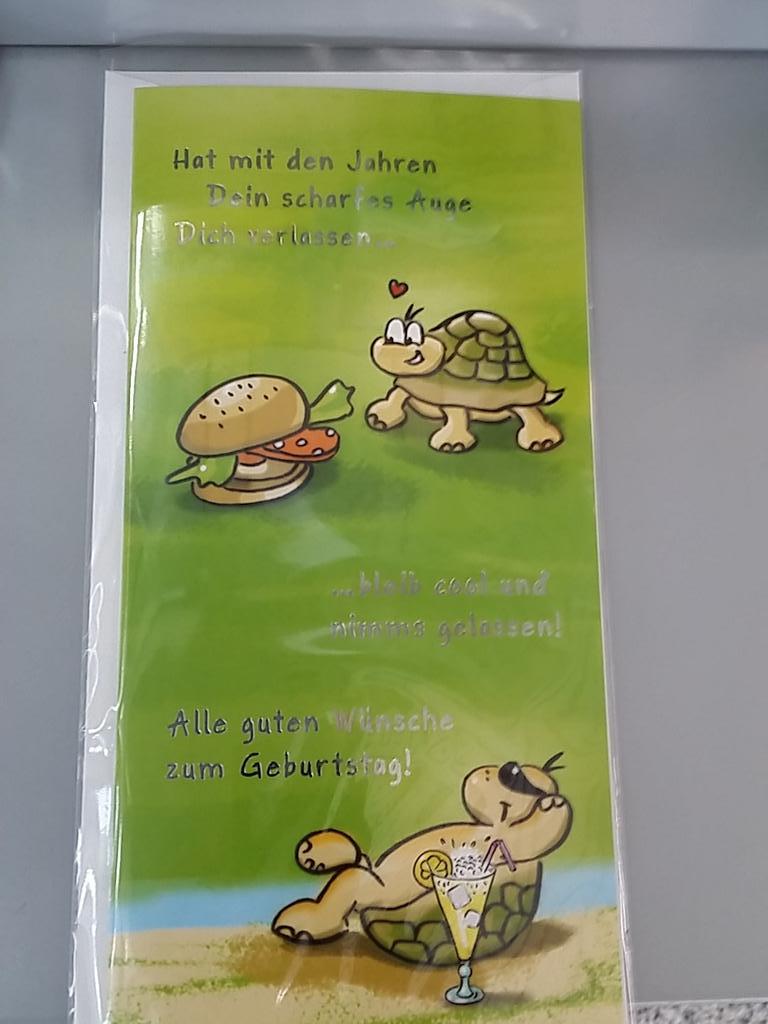 Hat mit den Jahren
Dein scharfes Auge
Dich verlassen...
...bleib cool und
nimms gelassen!
Alle guten Wünsche
zum Geburtstag!